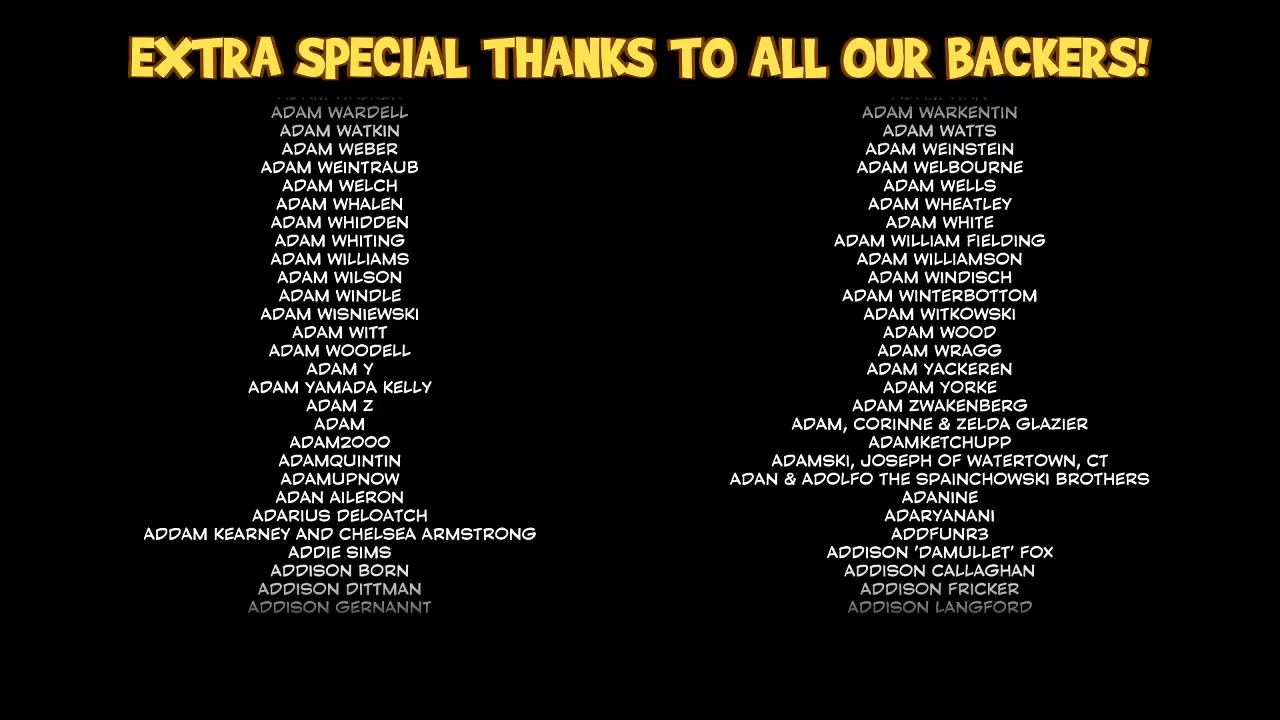 EXTRA SPECIAL THANKS TO ALL OUR BACKERS!
ADAM WARDELL
ADAM WARKENTIN
ADAM WATKIN
ADAM WATTS
ADAM WEBER
ADAM WEINSTEIN
ADAM WEINTRAUB
ADAM WELBOURNE
ADAM WELCH
ADAM WELLS
ADAM WHALEN
ADAM WHEATLEY
ADAM WHIDDEN
ADAM WHITE
ADAM WHITING
ADAM WILLIAM FIELDING
ADAM WILLIAMS
ADAM WILLIAMSON
ADAM WILSON
ADAM WINDISCH
ADAM WINDLE
ADAM WINTERBOTTOM
ADAM WISNIEWSKI
ADAM WITKOWSKI
ADAM WITT
ADAM WOOD
ADAM WOODELL
ADAM WRAGG
ADAM Y
ADAM YACKEREN
ADAM YAMADA KELLY
ADAM YORKE
ADAM Z
ADAM ZWAKENBERG
ADAM
ADAM, CORINNE & ZELDA GLAZIER
ADAM2000
ADAMKETCHUPP
ADAMQUINTIN
ADAMSKI, JOSEPH OF WATERTOWN, CT
ADAMUPNOW
ADAN & ADOLFO THE SPAINCHOWSKI BROTHERS
ADAN AILERON
ADANINE
ADARIUS DELOATCH
ADARYANANI
ADDAM KEARNEY AND CHELSEA ARMSTRONG
ADDFUNR3
ADDIE SIMS
ADDISON 'DAMULLET' FOX
ADDISON BORN
ADDISON CALLAGHAN
ADDISON DITTMAN
ADDISON FRICKER
ADDISON GERNANNT
ADDISON LANGFORD